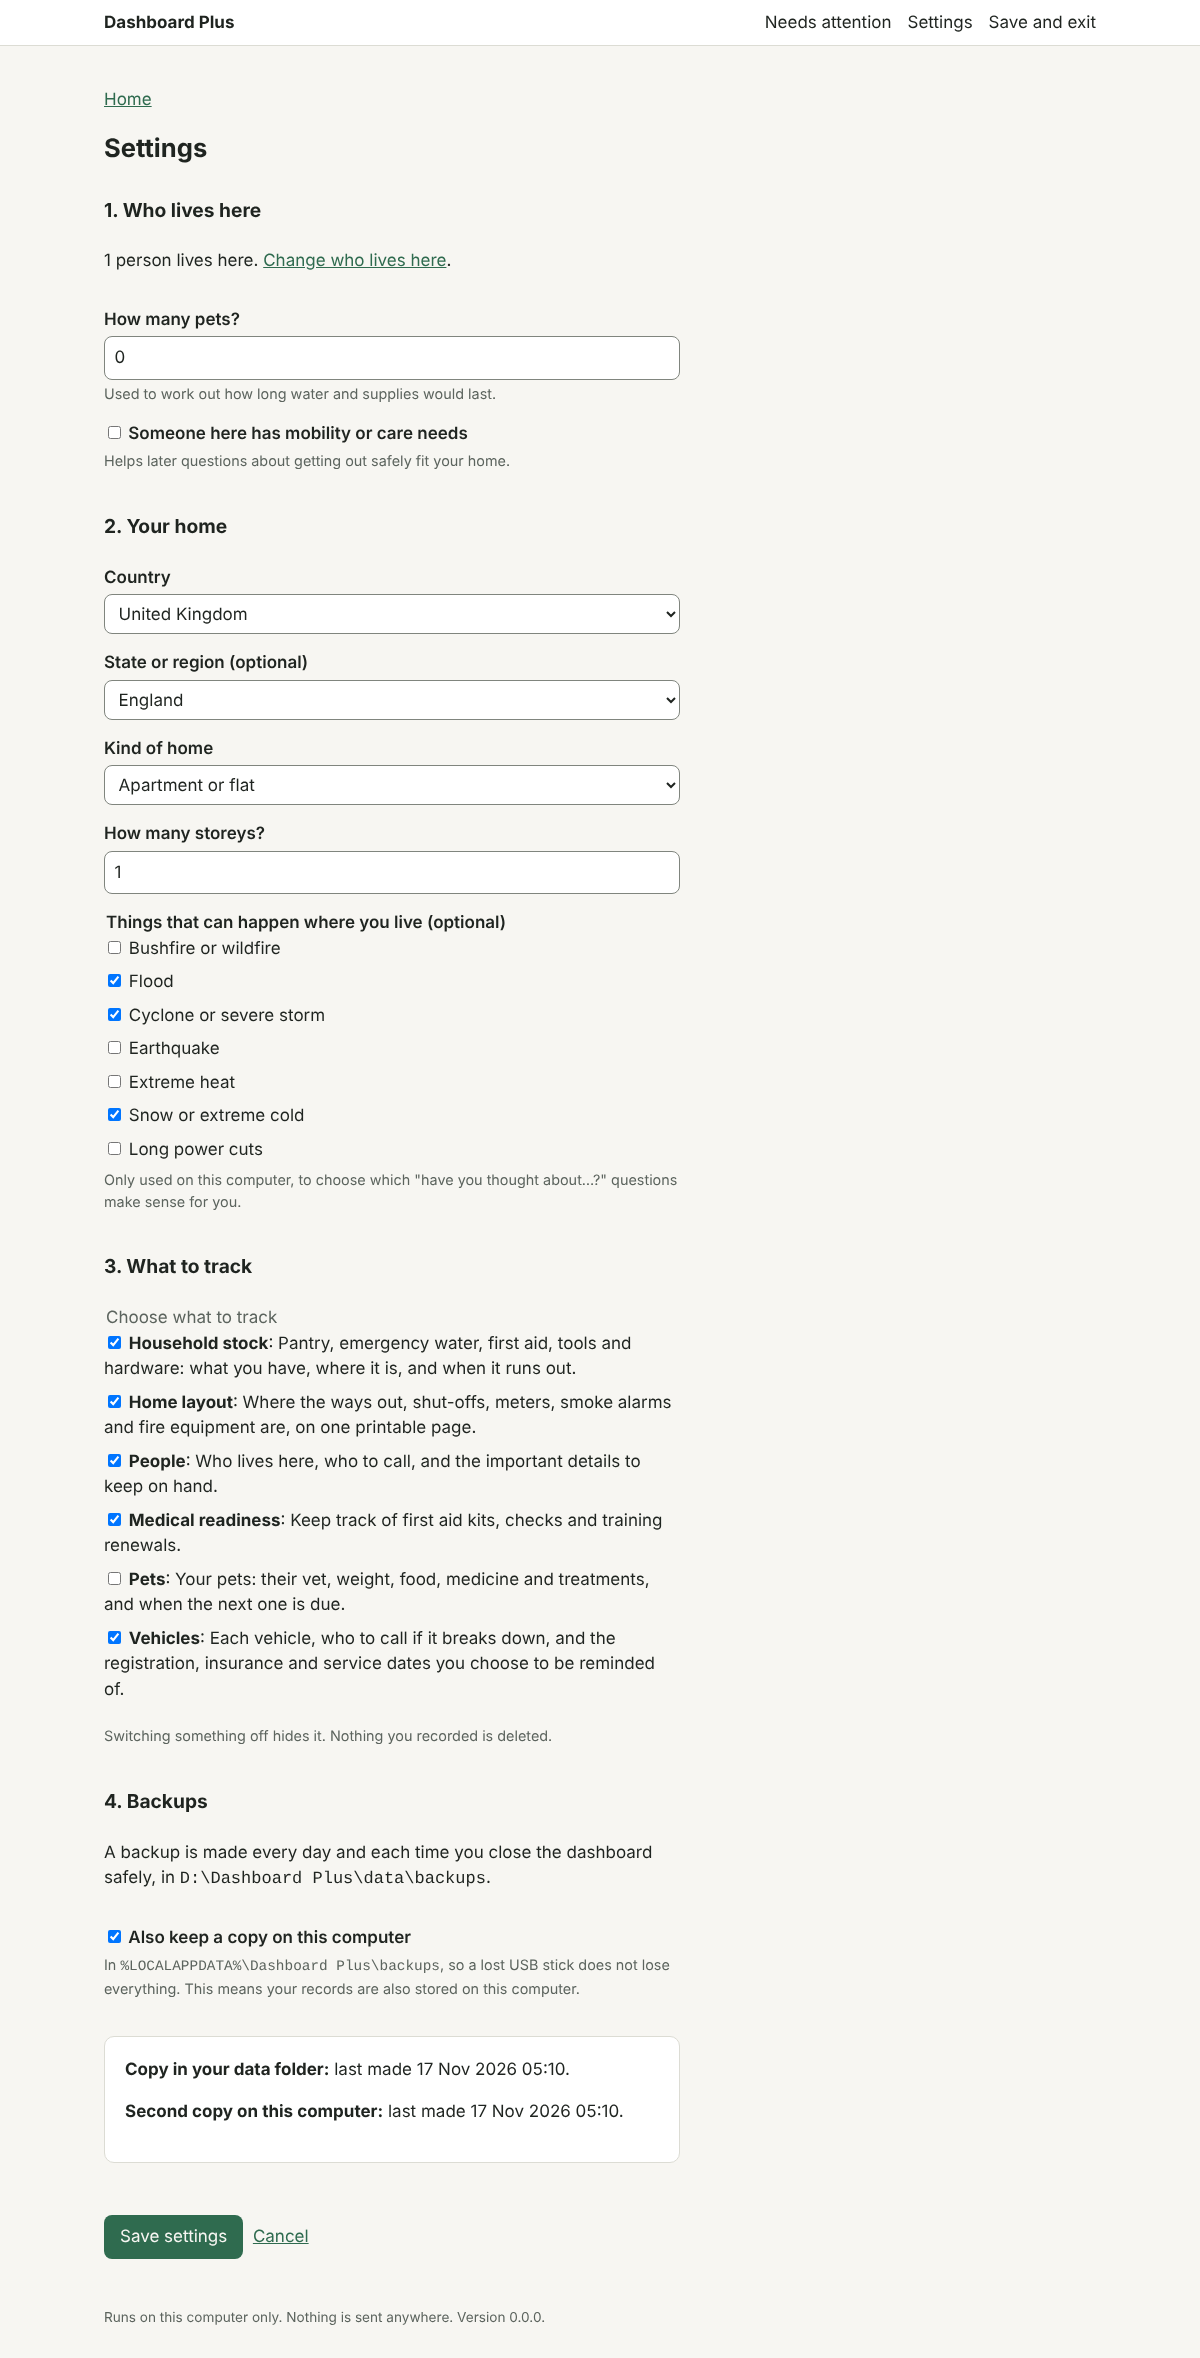 Dashboard Plus
Needs attention Settings Save and exit
Home
Settings
1. Who lives here
1 person lives here. Change who lives here.
How many pets?
0
Used to work out how long water and supplies would last.
Someone here has mobility or care needs
Helps later questions about getting out safely fit your home.
2. Your home
Country
United Kingdom
State or region (optional)
England
Kind of home
Apartment or flat
How many storeys?
1
Things that can happen where you live (optional)
Bushfire or wildfire
Flood
Cyclone or severe storm
Earthquake
Extreme heat
Snow or extreme cold
Long power cuts
Only used on this computer, to choose which "have you thought about...?" questions
make sense for you.
3. What to track
Choose what to track
Household stock: Pantry, emergency water, first aid, tools and
hardware: what you have, where it is, and when it runs out.
Home layout: Where the ways out, shut-offs, meters, smoke alarms
and fire equipment are, on one printable page.
People: Who lives here, who to call, and the important details to
keep on hand.
Medical readiness: Keep track of first aid kits, checks and training
renewals.
Pets: Your pets: their vet, weight, food, medicine and treatments,
and when the next one is due.
Vehicles: Each vehicle, who to call if it breaks down, and the
registration, insurance and service dates you choose to be reminded
of.
Switching something off hides it. Nothing you recorded is deleted.
4. Backups
A backup is made every day and each time you close the dashboard
safely, in D:\Dashboard Plus\data\backups.
Also keep a copy on this computer
In %LOCALAPPDATA%\Dashboard Plus\backups, so a lost USB stick does not lose
everything. This means your records are also stored on this computer.
Copy in your data folder: last made 17 Nov 2026 05:10.
Second copy on this computer: last made 17 Nov 2026 05:10.
Save settings Cancel
Runs on this computer only. Nothing is sent anywhere. Version 0.0.0.